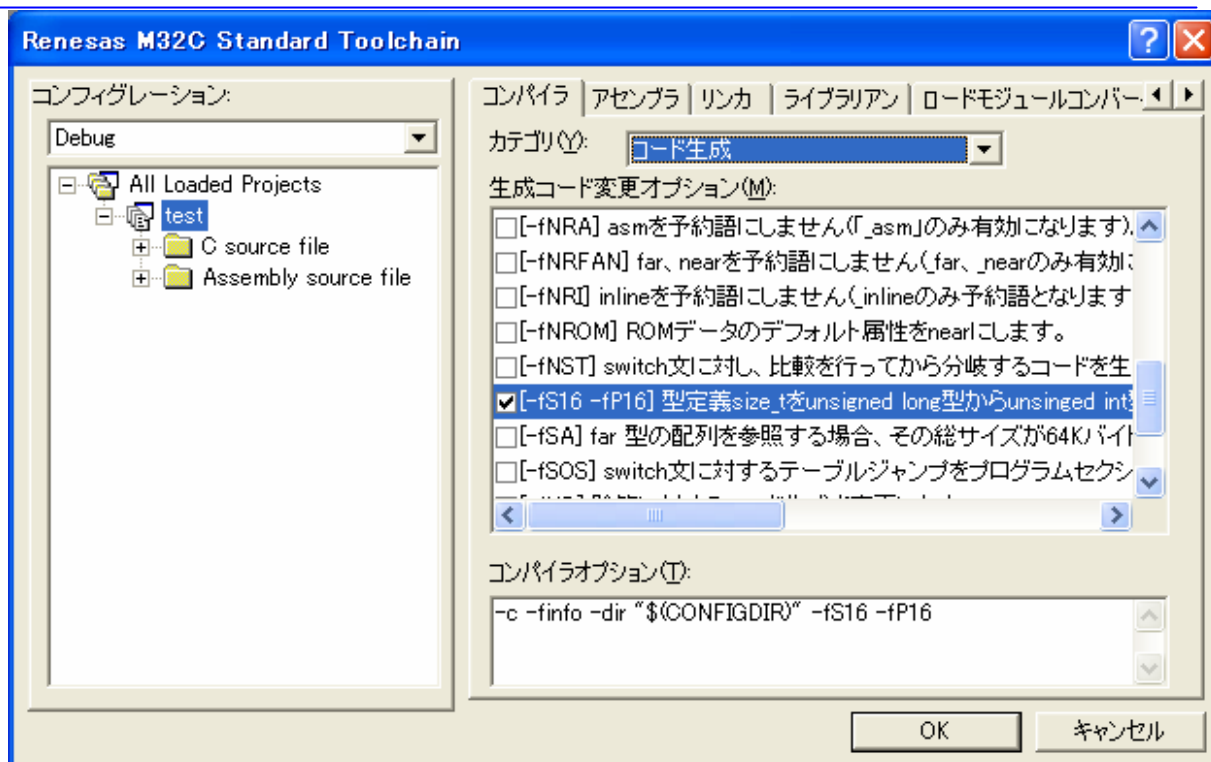 Renesas M32C Standard Toolchain
コンフィグレーション:
Debug
All Loaded Projects
test
C source file
Assembly source file
コンパイラ アセンブラ リンカ ライブラリアン ロードモジュールコンバー
カテゴリ(Y): コード生成
生成コード変更オプション(M):
[-fNRA] asmを予約語にしません(「_asm」のみ有効になります).
[-fNRFAN] far、nearを予約語にしません(_far、_nearのみ有効に
[-fNRI] inlineを予約語にしません(_inlineのみ予約語となります
[-fNROM] ROMデータのデフォルト属性をnearにします。
[-fNST] switch文に対し、比較を行ってから分岐するコードを生
[-fS16 -fP16] 型定義size_tをunsigned long型からunsinged int型
[-fSA] far 型の配列を参照する場合、その総サイズが64Kバイト
[-fSOS] switch文に対するテーブルジャンプをプログラムセクシ
コンパイラオプション(T):
-c -finfo -dir "$(CONFIGDIR)" -fS16 -fP16
OK キャンセル